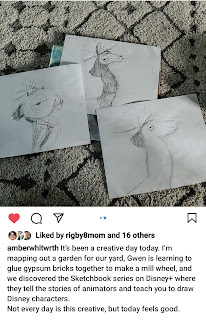 Liked by rigby8mom and 16 others
amberwhitwrth It's been a creative day today. I'm
mapping out a garden for our yard, Gwen is learning to
glue gypsum bricks together to make a mill wheel, and
we discovered the Sketchbook series on Disney+ where
they tell the stories of animators and teach you to draw
Disney characters.
Not every day is this creative, but today feels good.